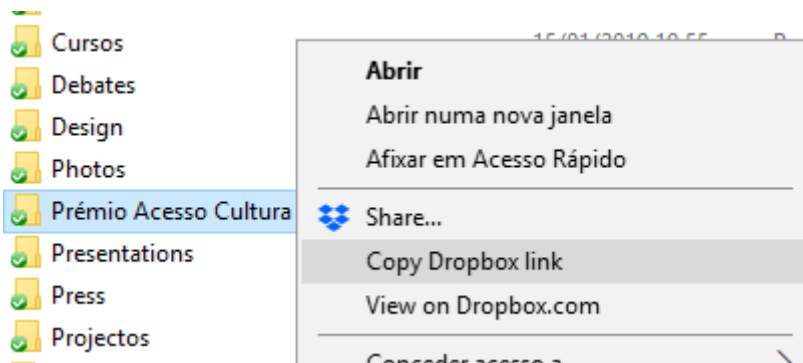 Cursos
Debates
Design
Photos
Prémio Acesso Cultura
Presentations
Press
Projectos
Abrir
Abrir numa nova janela
Afixar em Acesso Rápido
Share...
Copy Dropbox link
View on Dropbox.com